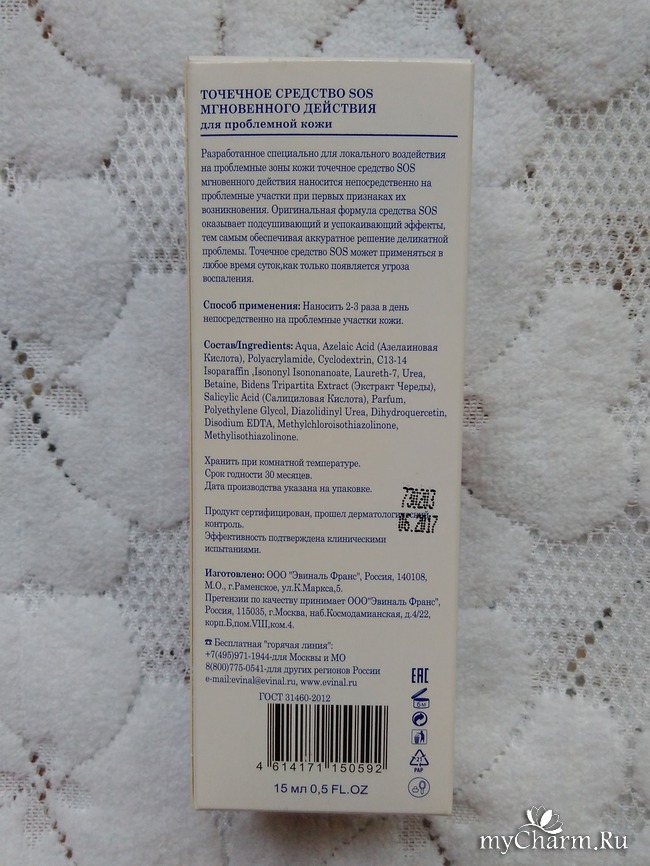 ТОЧЕЧНОЕ СРЕДСТВО SOS
МГНОВЕННОГО ДЕЙСТВИЯ
для проблемной кожи
Разработанное специально для локального воздействия
на проблемные зоны кожи точечное средство SOS
мгновенного действия наносится непосредственно на
проблемные участки при первых признаках их
возникновения. Оригинальная формула средства SOS
оказывает подсушивающий и успокаивающий эффекты,
тем самым обеспечивая аккуратное решение деликатной
проблемы. Точечное средство SOS может применяться в
любое время суток,как только появляется угроза
воспаления.
Способ применения: Наносить 2-3 раза в день
непосредственно на проблемные участки кожи.
Состав/Ingredients: Aqua, Azelaic Acid (Азелаиновая
Кислота), Polyacrylamide, Cyclodextrin, C13-14
Isoparaffin ,Isononyl Isononanoate, Laureth-7, Urea,
Betaine, Bidens Tripartita Extract (Экстракт Череды),
Salicylic Acid (Салициловая Кислота), Parfum,
Polyethylene Glycol, Diazolidinyl Urea, Dihydroquercetin,
Disodium EDTA, Methylchloroisothiazolinone,
Methylisothiazolinone.
Хранить при комнатной температуре.
Срок годности 30 месяцев.
Дата производства указана на упаковке.
730203
06.2017
Продукт сертифицирован, прошел дерматологический
контроль.
Эффективность подтверждена клиническими
испытаниями.
Изготовлено: ООО "Эвиналь Франс", Россия, 140108,
М.О., г.Раменское, ул.К.Маркса,5.
Претензии по качеству принимает ООО"Эвиналь Франс",
Россия, 115035, г.Москва, наб.Космодамианская, д.4/22,
корп.Б,пом.VIII,ком.4.
☎ Бесплатная "горячая линия":
+7(495)971-1944-для Москвы и МО
8(800)775-0541-для других регионов России
e-mail:evinal@evinal.ru, www.evinal.ru
ГОСТ 31460-2012
EAC
6 M
21
PAP
4 614171 150592
15 мл 0,5 FL.OZ
myCharm.Ru